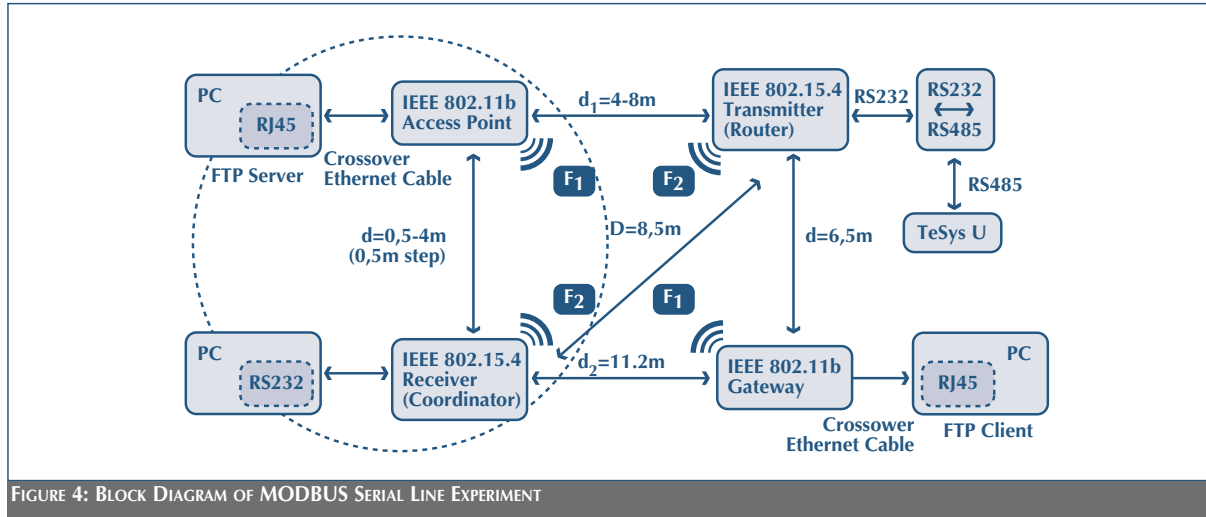 PC
RJ45
FTP Server
Crossover
Ethernet Cable
IEEE 802.11b
Access Point
d1=4-8m
IEEE 802.15.4
Transmitter
(Router)
RS232
RS232
RS485
RS485
TeSys U
F1
F2
d=0,5-4m
(0,5m step)
D=8,5m
d=6,5m
F2
F1
PC
RS232
IEEE 802.15.4
Receiver
(Coordinator)
d2=11.2m
IEEE 802.11b
Gateway
PC
RJ45
Crossower
Ethernet Cable
FTP Client
Figure 4: Block Diagram of MODBUS Serial Line Experiment